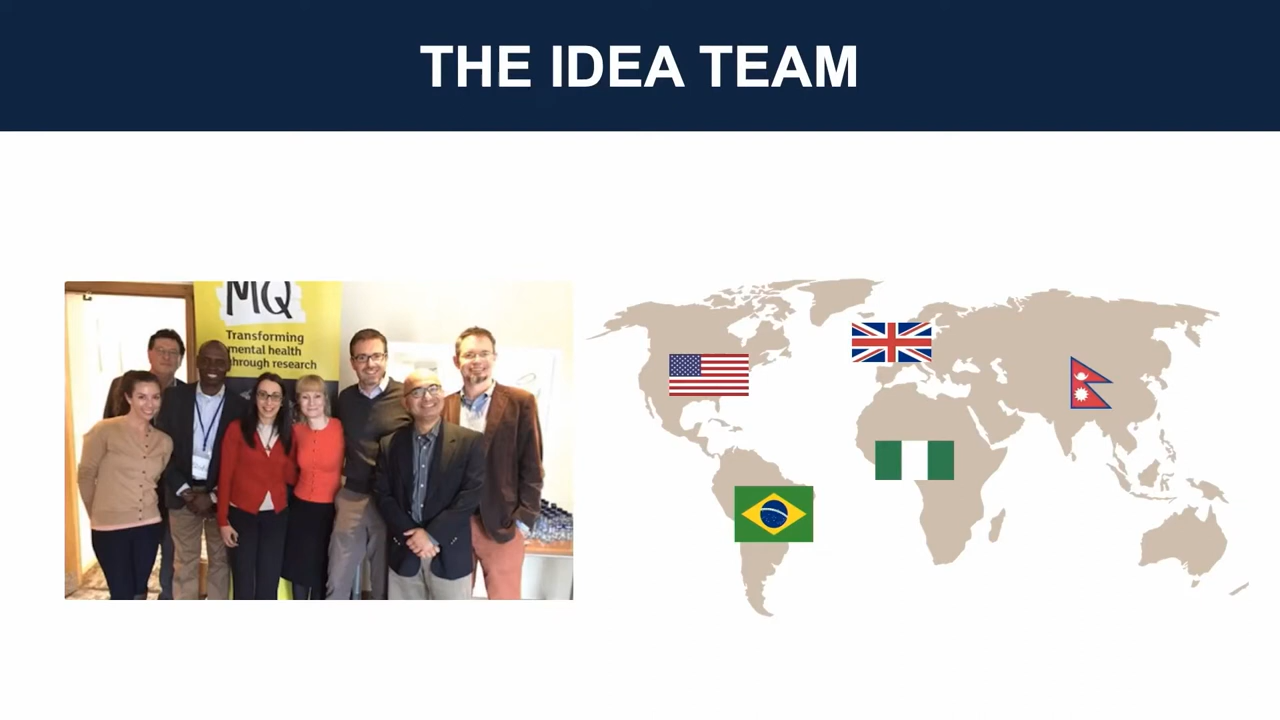 THE IDEA TEAM
MQ
Transforming
mental health
through research